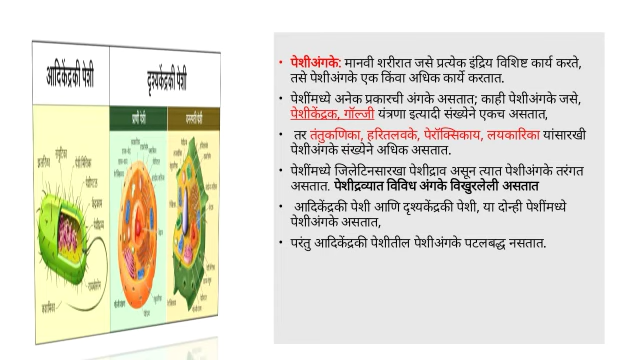 आदिकेंद्रकी पेशी
दृश्यकेंद्रकी पेशी
प्राणी पेशी
वनस्पती पेशी
• पेशीअंगके: मानवी शरीरात जसे प्रत्येक इंद्रिय विशिष्ट कार्य करते,
तसे पेशीअंगके एक किंवा अधिक कार्ये करतात.
• पेशींमध्ये अनेक प्रकारची अंगके असतात; काही पेशीअंगके जसे,
पेशीकेंद्रक, गॉल्जी यंत्रणा इत्यादी संख्येने एकच असतात,
• तर तंतुकणिका, हरितलवके, पेरॉक्सिकाय, लयकारिका यांसारखी
पेशीअंगके संख्येने अधिक असतात.
• पेशींमध्ये जिलेटिनसारखा पेशीद्राव असून त्यात पेशीअंगके तरंगत
असतात. पेशीद्रव्यात विविध अंगके विखुरलेली असतात
• आदिकेंद्रकी पेशी आणि दृश्यकेंद्रकी पेशी, या दोन्ही पेशींमध्ये
पेशीअंगके असतात,
• परंतु आदिकेंद्रकी पेशीतील पेशीअंगके पटलबद्ध नसतात.